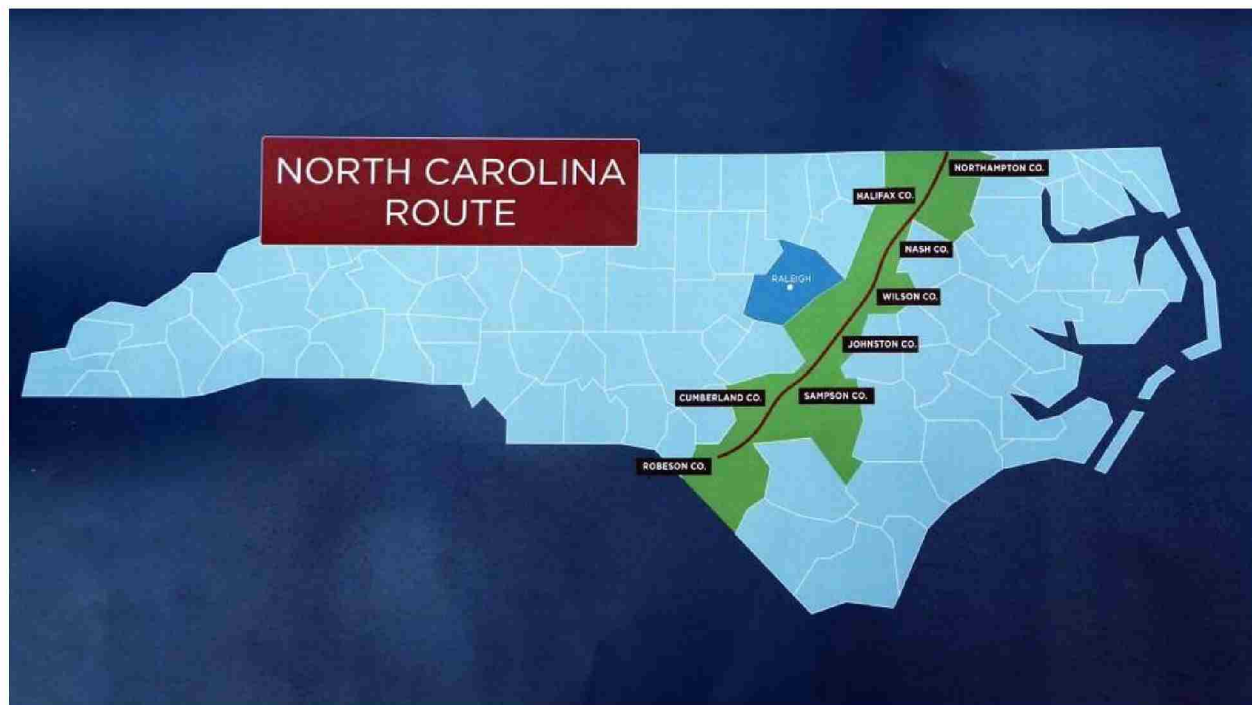 NORTH CAROLINA
ROUTE
NORTHAMPTON CO.
HALIFAX CO.
NASH CO.
RALEIGH
WILSON CO.
JOHNSTON CO.
CUMBERLAND CO.
SAMPSON CO.
ROBESON CO.